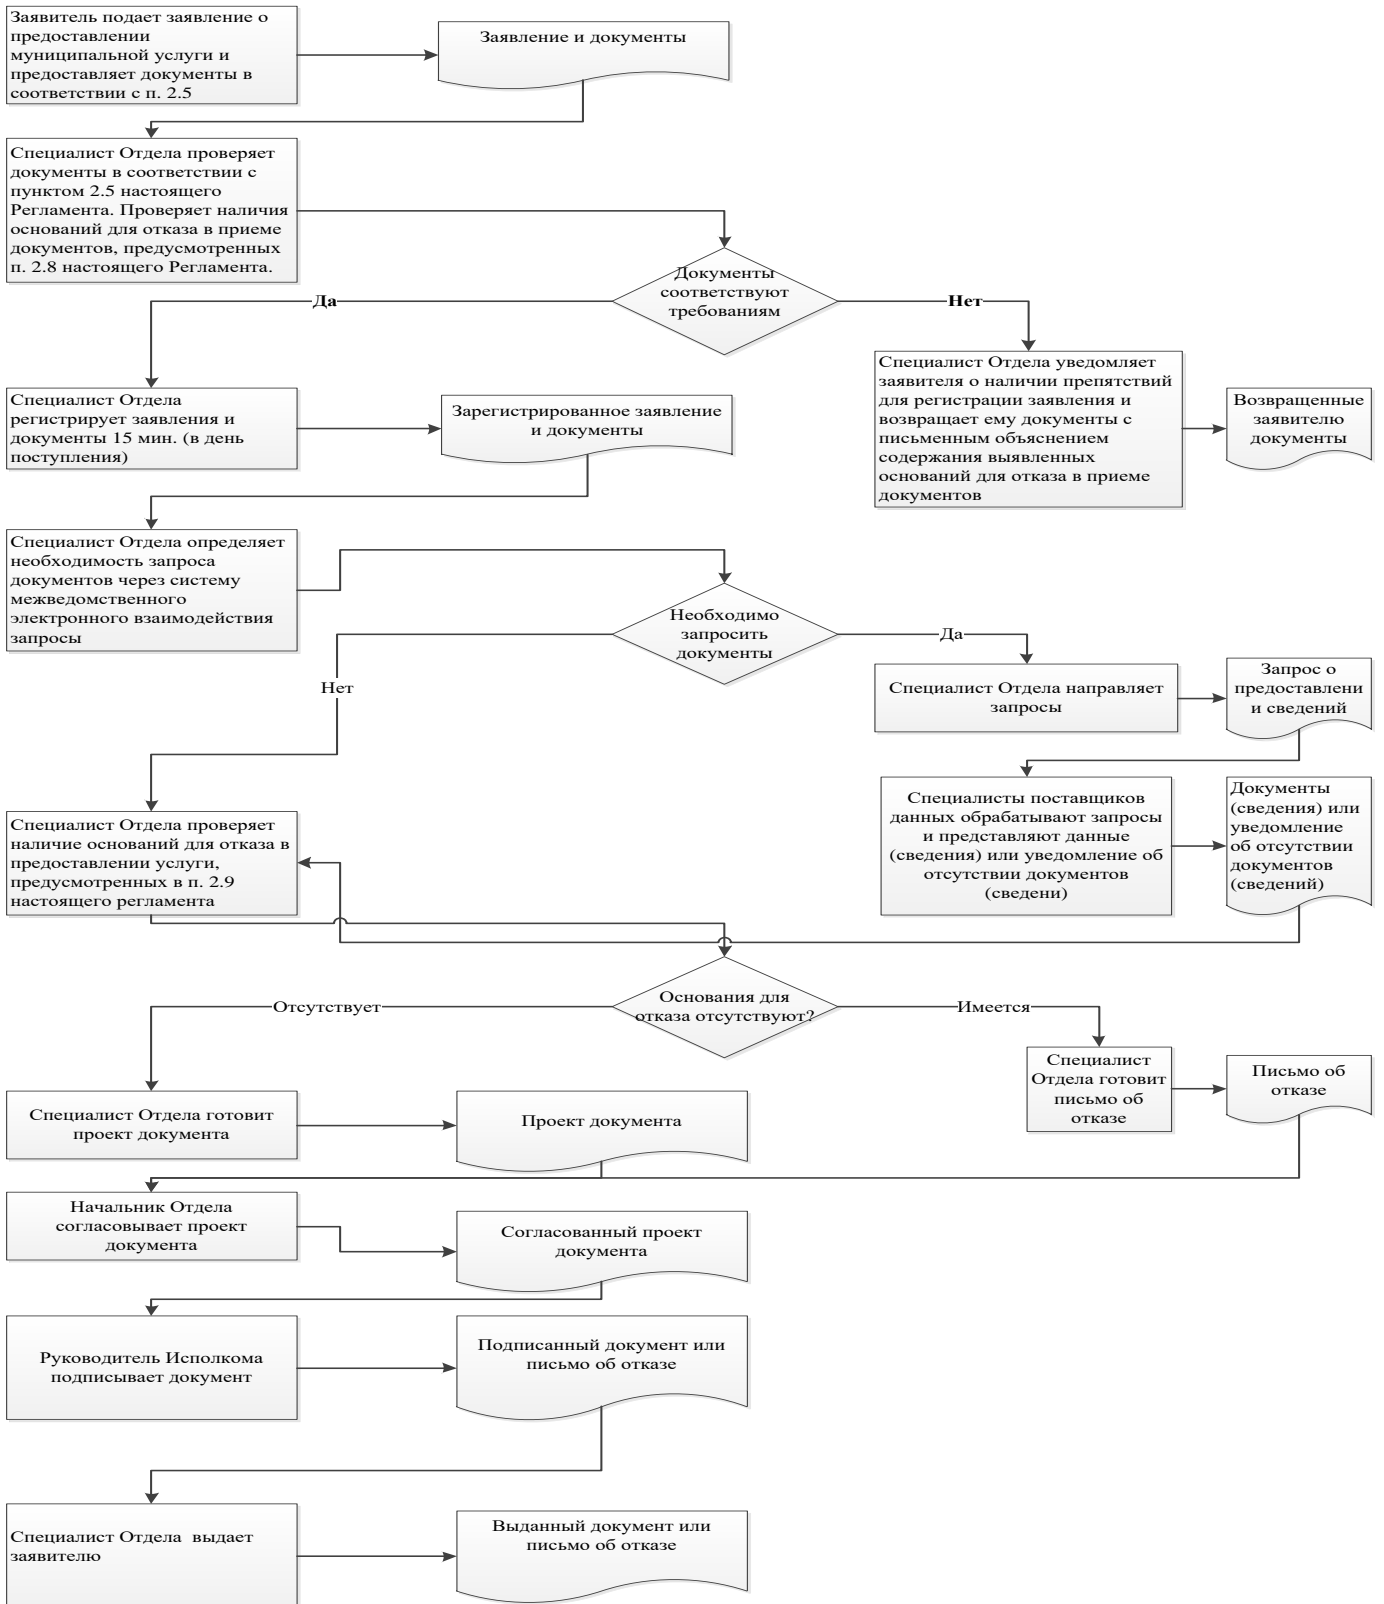 Заявитель подает заявление о
предоставлении
муниципальной услуги и
предоставляет документы в
соответствии с п. 2.5
Заявление и документы
Специалист Отдела проверяет
документы в соответствии с
пунктом 2.5 настоящего
Регламента. Проверяет наличия
оснований для отказа в приеме
документов, предусмотренных
п. 2.8 настоящего Регламента.
Документы
соответствуют
требованиям
Да
Нет
Специалист Отдела
регистрирует заявления и
документы 15 мин. (в день
поступления)
Зарегистрированное заявление
и документы
Специалист Отдела уведомляет
заявителя о наличии препятствий
для регистрации заявления и
возвращает ему документы с
письменным объяснением
содержания выявленных
оснований для отказа в приеме
документов
Возвращенные
заявителю
документы
Специалист Отдела определяет
необходимость запроса
документов через систему
межведомственного
электронного взаимодействия
запросы
Необходимо
запросить
документы
Да
Нет
Специалист Отдела направляет
запросы
Запрос о
предоставлени
и сведений
Специалисты поставщиков
данных обрабатывают запросы
и представляют данные
(сведения) или уведомление об
отсутствии документов
(сведени)
Документы
(сведения) или
уведомление
об отсутствии
документов
(сведений)
Специалист Отдела проверяет
наличие оснований для отказа в
предоставлении услуги,
предусмотренных в п. 2.9
настоящего регламента
Основания для
отказа отсутствуют?
Отсутствует
Имеется
Специалист
Отдела готовит
письмо об
отказе
Письмо об
отказе
Специалист Отдела готовит
проект документа
Проект документа
Начальник Отдела
согласовывает проект
документа
Согласованный проект
документа
Руководитель Исполкома
подписывает документ
Подписанный документ или
письмо об отказе
Специалист Отдела  выдает
заявителю
Выданный документ или
письмо об отказе